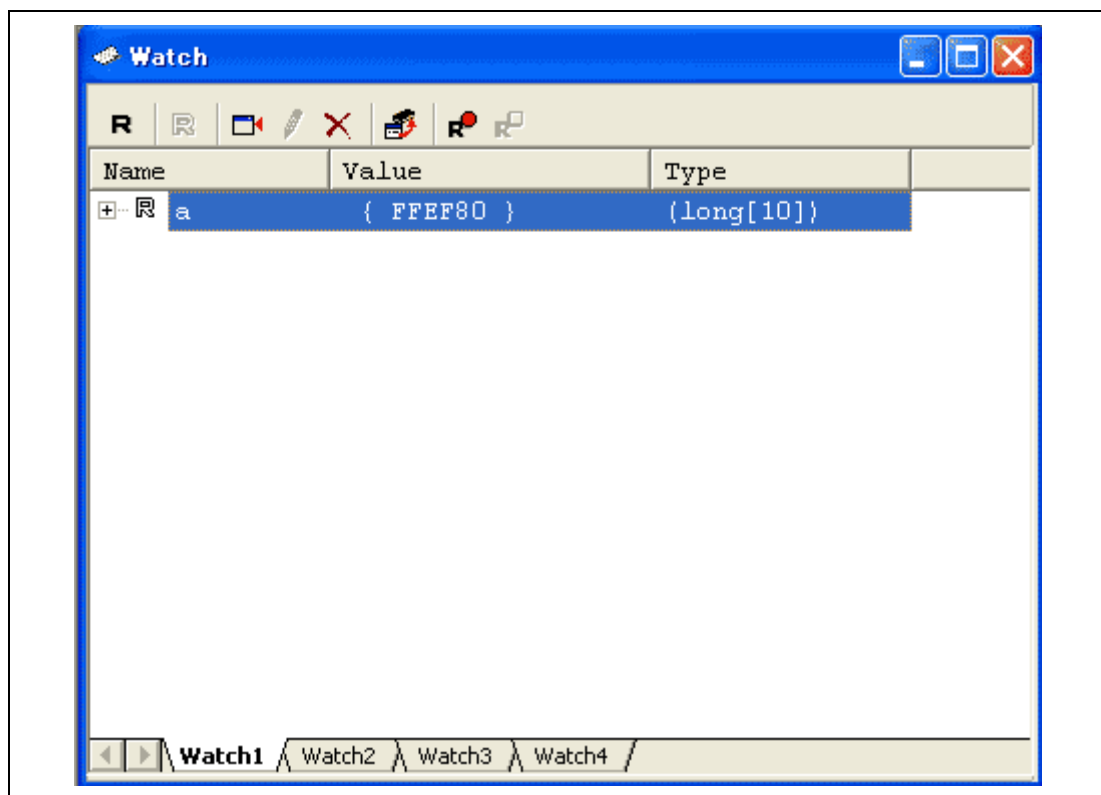 Watch
R R R R
Name Value Type
R a { FFEF80 } (long[10])
Watch1 Watch2 Watch3 Watch4